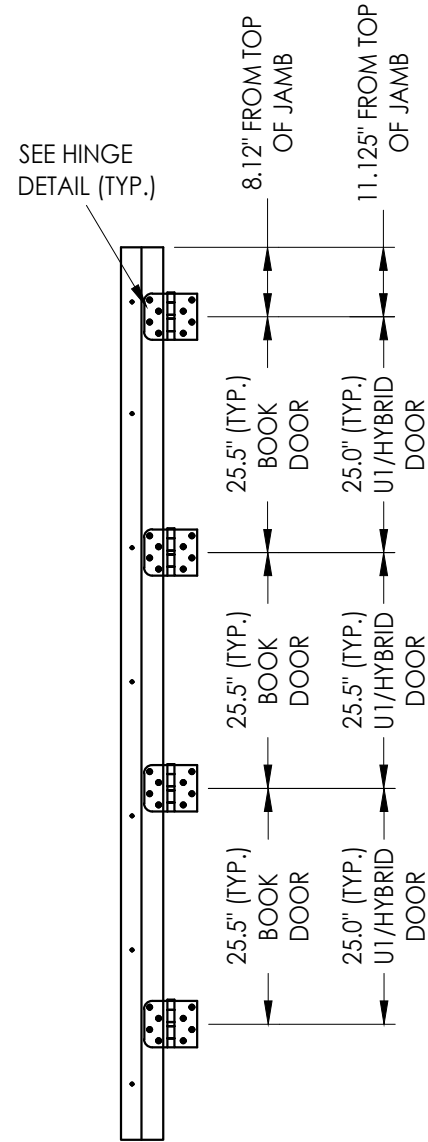 SEE HINGE
DETAIL (TYP.)
8.12" FROM TOP
OF JAMB
11.125" FROM TOP
OF JAMB
25.5" (TYP.)
BOOK
DOOR
25.0" (TYP.)
U1/HYBRID
DOOR
25.5" (TYP.)
BOOK
DOOR
25.5" (TYP.)
U1/HYBRID
DOOR
25.5" (TYP.)
BOOK
DOOR
25.0" (TYP.)
U1/HYBRID
DOOR